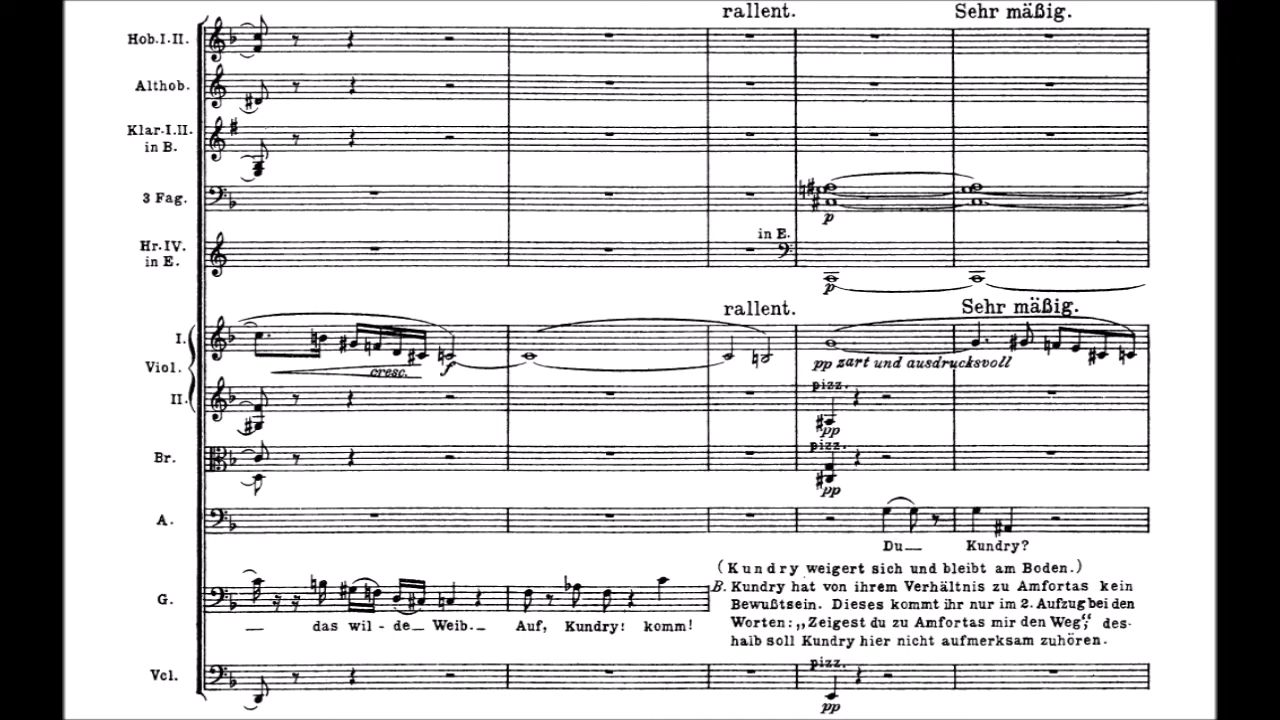 rallent. Sehr mäßig.
Hob.I.II.
Althob.
Klar.I.II.
in B.
3 Fag.
p
Hr.IV.
in E.
in E.
p
rallent. Sehr mäßig.
I.
Viol.
cresc. f
pp zart und ausdrucksvoll
II.
pizz.
pp
Br.
pizz.
pp
A.
Du— Kundry?
G.
— das wil - de— Weib.— Auf, Kundry! komm!
(Kundry weigert sich und bleibt am Boden.)
B. Kundry hat von ihrem Verhältnis zu Amfortas kein
Bewußtsein. Dieses kommt ihr nur im 2. Aufzug bei den
Worten: „Zeigest du zu Amfortas mir den Weg“; des-
halb soll Kundry hier nicht aufmerksam zuhören.
Vcl.
pizz.
pp